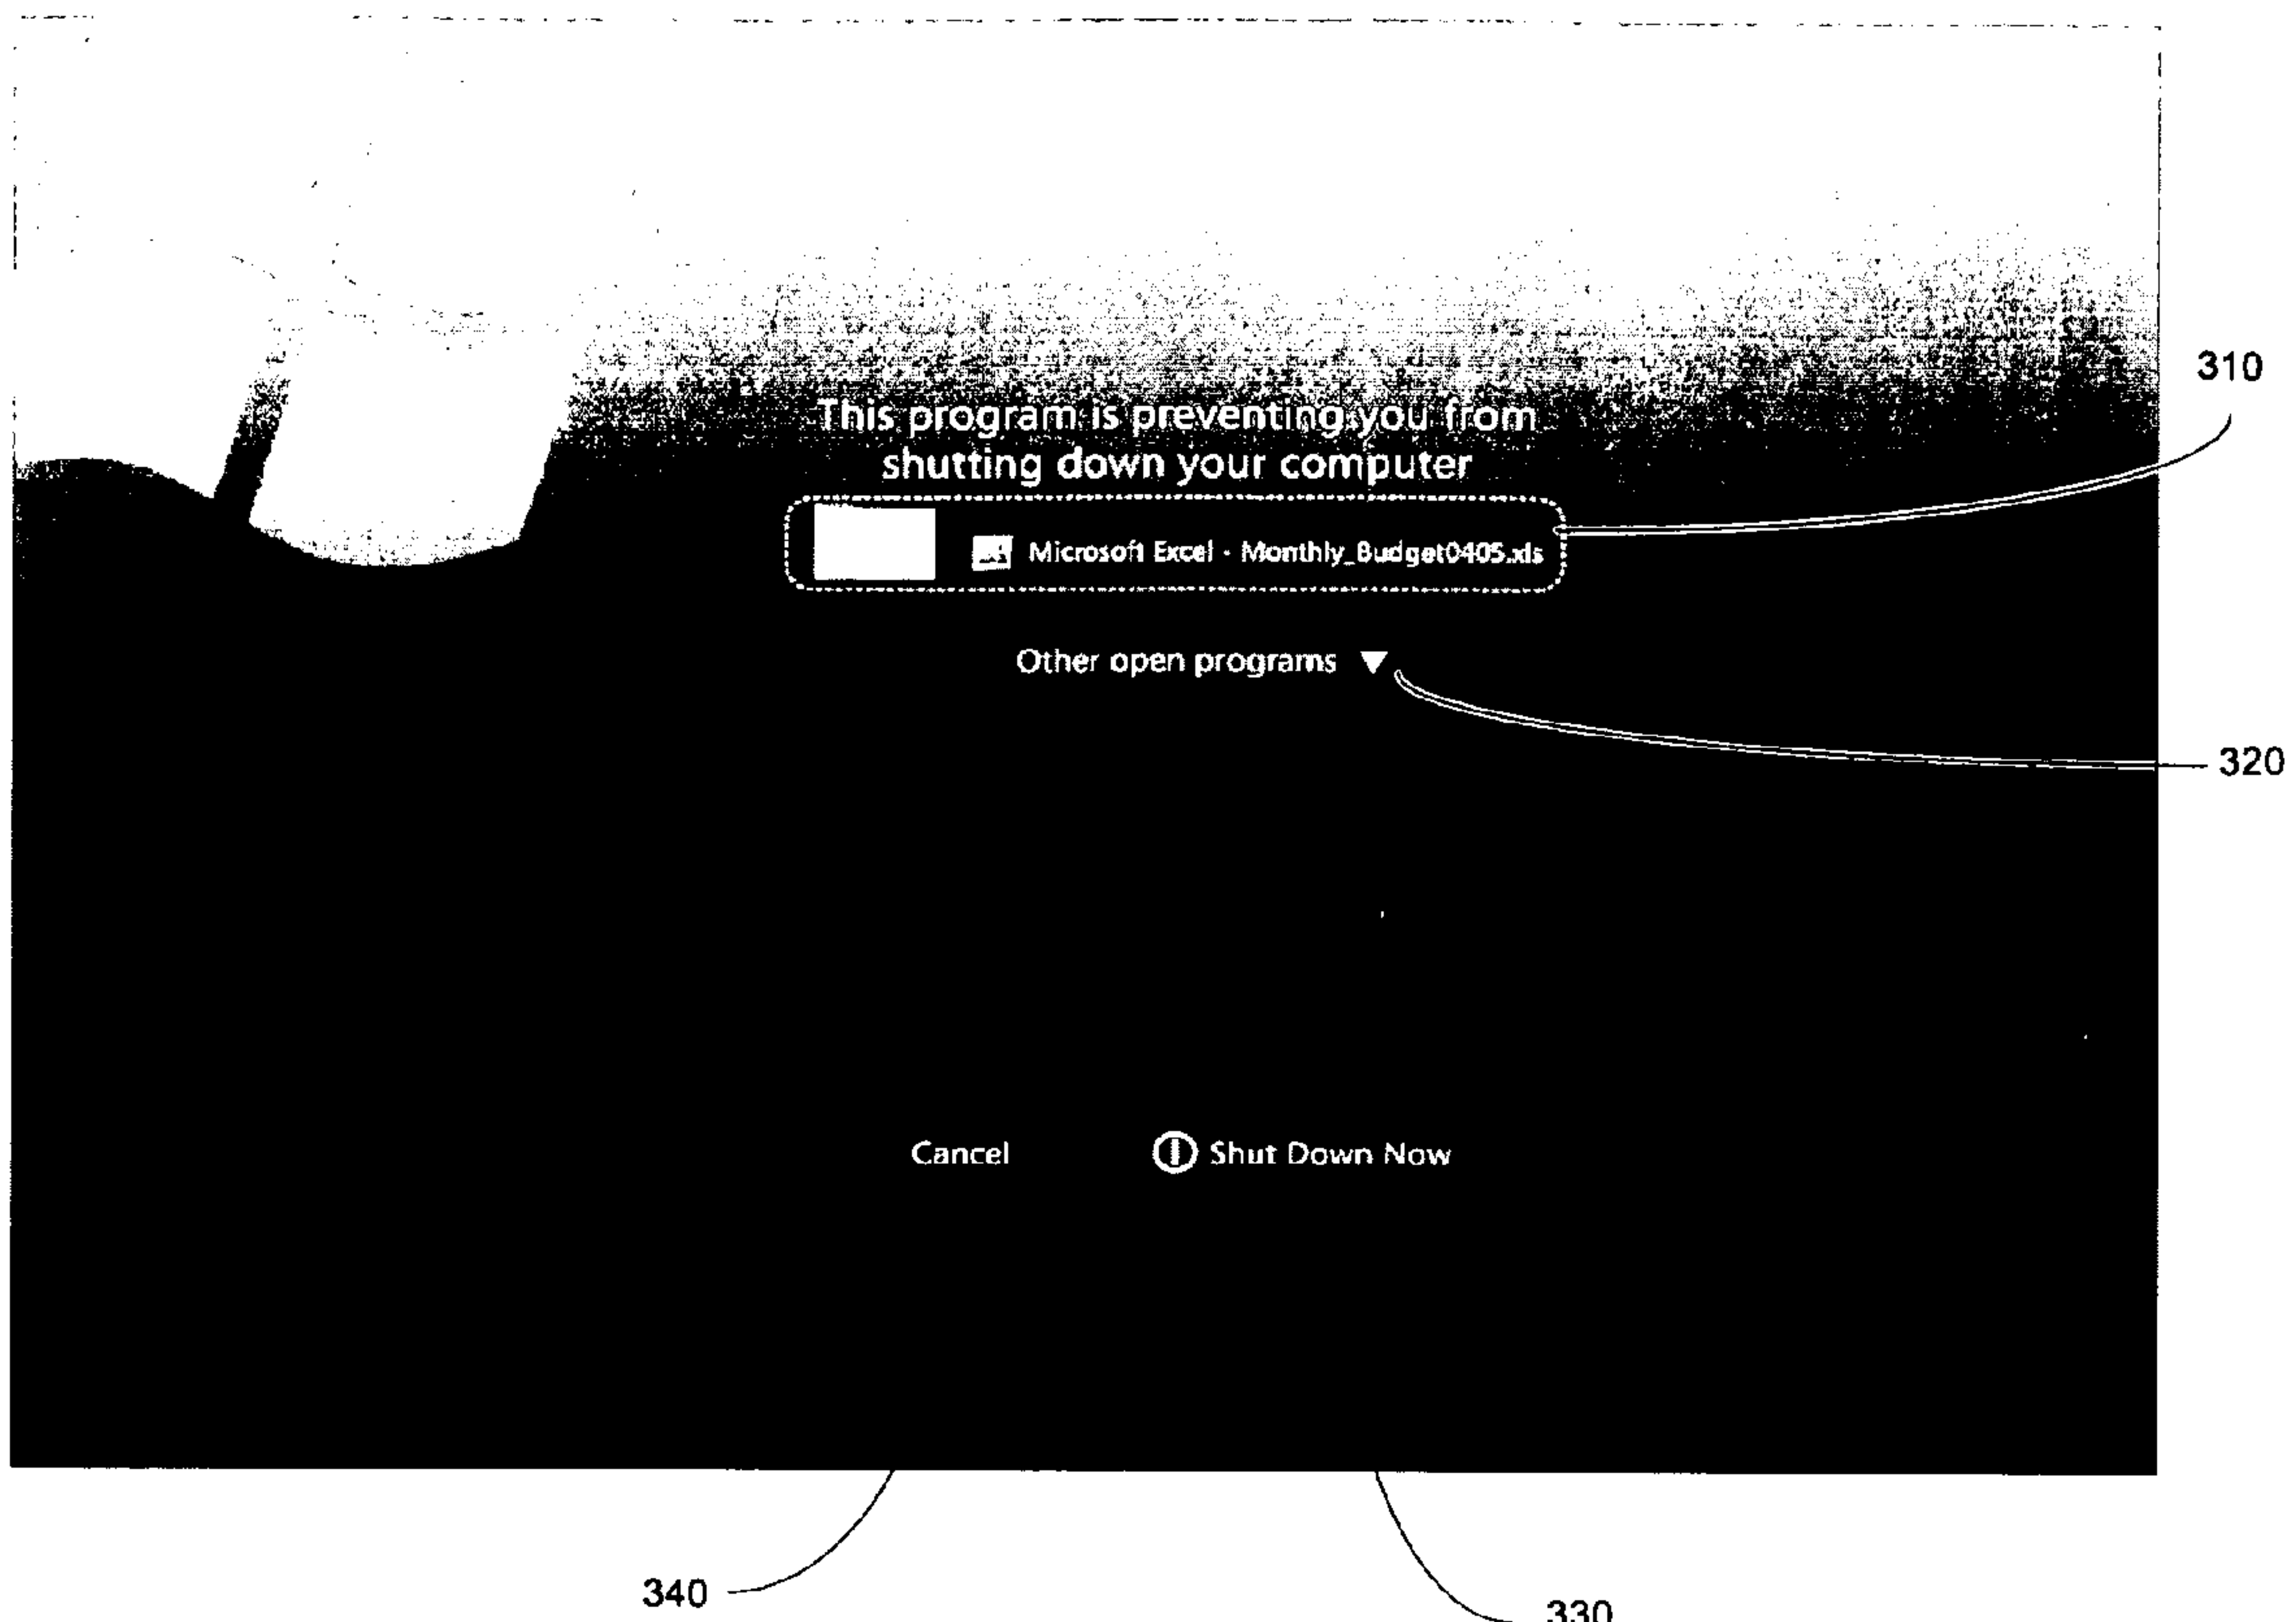 This program is preventing you from
shutting down your computer
310
Microsoft Excel - Monthly_Budget0405.xls
Other open programs
320
Cancel
Shut Down Now
340
330